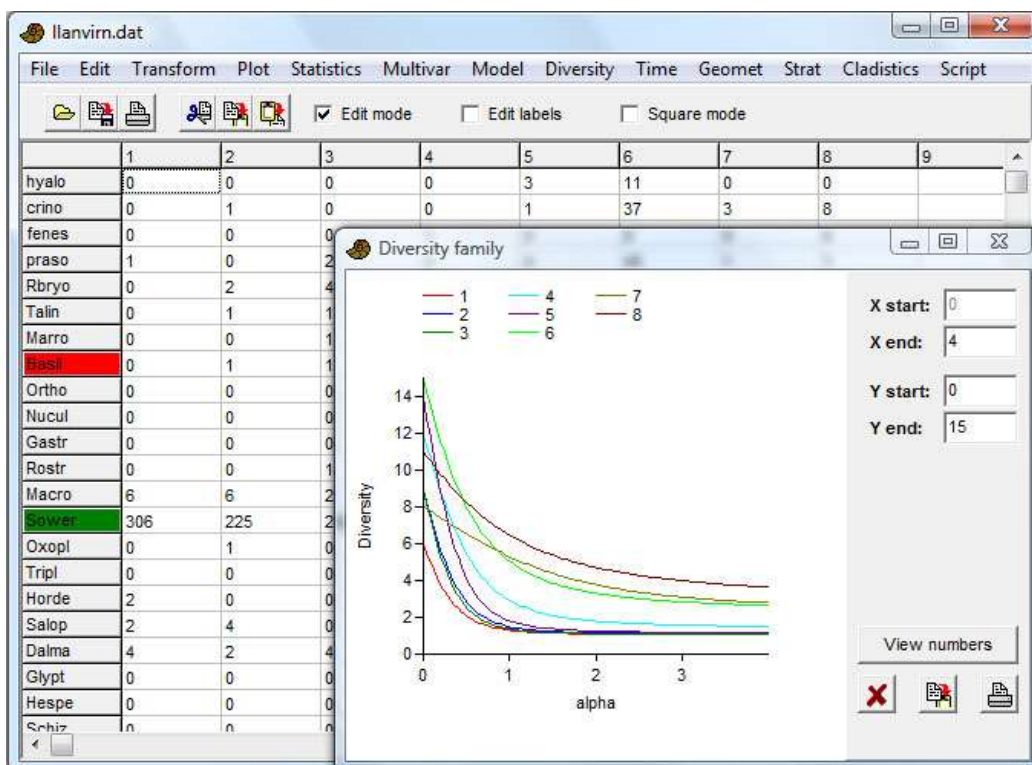 llanvirn.dat
File Edit Transform Plot Statistics Multivar Model Diversity Time Geomet Strat Cladistics Script
Edit mode Edit labels Square mode
1 2 3 4 5 6 7 8 9
hyalo 0 0 0 0 3 11 0 0
crino 0 1 0 0 1 37 3 8
fenes 0 0 0
praso 1 0 2
Rbryo 0 2 4
Talin 0 1 1
Marro 0 0 1
Basli 0 1 1
Ortho 0 0 0
Nucul 0 0 0
Gastr 0 0 0
Rostr 0 0 1
Macro 6 6 2
Sower 306 225 2
Oxopl 0 1 0
Tripl 0 0 0
Horde 2 0 0
Salop 2 4 0
Dalma 4 2 4
Glypt 0 0 0
Hespe 0 0 0
Schiz 0 0 0
Diversity family
1 4 7
2 5 8
3 6
14
12
10
8
6
4
2
0
Diversity
0 1 2 3
alpha
X start: 0
X end: 4
Y start: 0
Y end: 15
View numbers